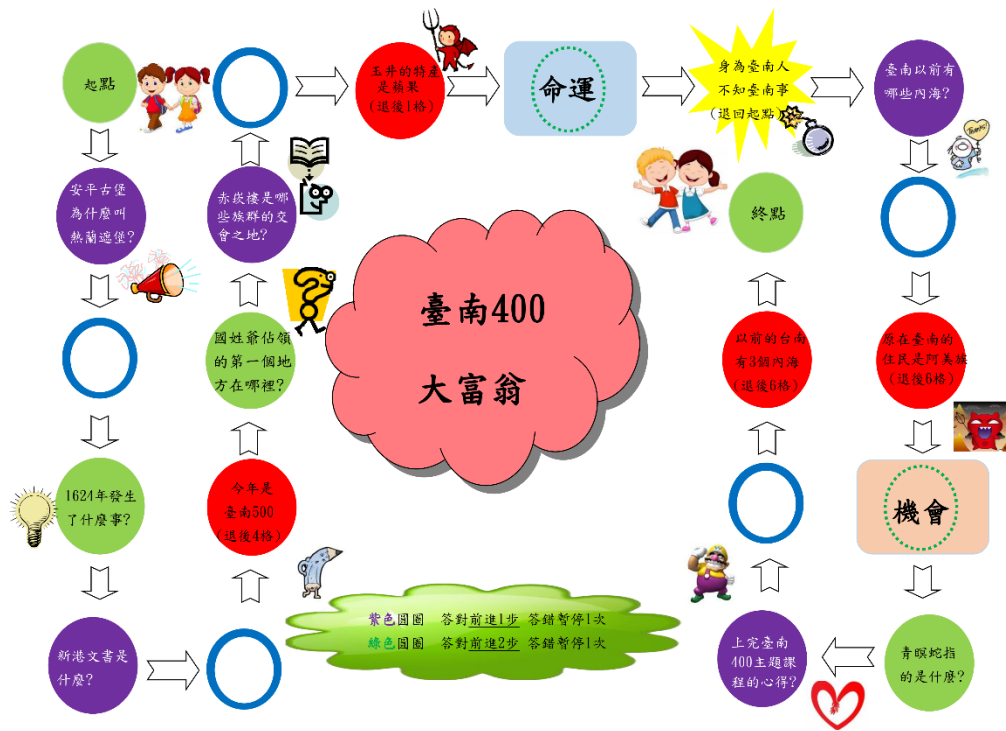 起點
安平古堡
為什麼叫
熱蘭遮堡?
1624年發生
了什麼事?
新港文書是
什麼?
今年是
臺南500
(退後4格)
國姓爺佔領
的第一個地
方在哪裡?
赤崁樓是哪
些族群的交
會之地?
玉井的特產
是蘋果
(退後1格)
命運
身為臺南人
不知臺南事
(退回起點)
臺南以前有
哪些內海?
原在臺南的
住民是阿美族
(退後6格)
機會
青暝蛇指
的是什麼?
上完臺南
400主題課
程的心得?
以前的台南
有3個內海
(退後6格)
終點
臺南400
大富翁
紫色圓圈 答對前進1步 答錯暫停1次
綠色圓圈 答對前進2步 答錯暫停1次